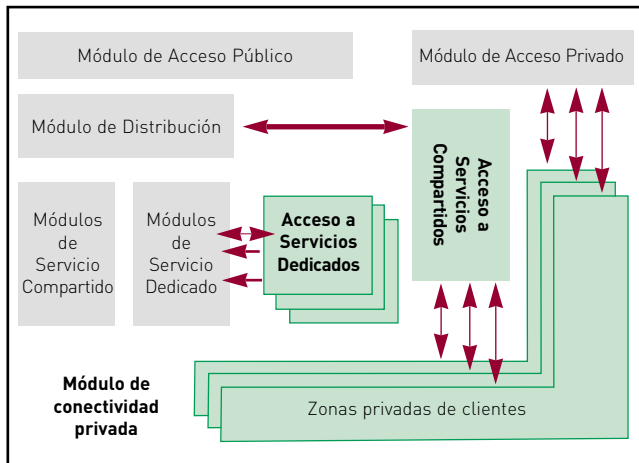 Módulo de Acceso Público
Módulo de Acceso Privado
Módulo de Distribución
Acceso a
Servicios
Compartidos
Módulos
de
Servicio
Compartido
Módulos
de
Servicio
Dedicado
Acceso a
Servicios
Dedicados
Módulo de
conectividad
privada
Zonas privadas de clientes